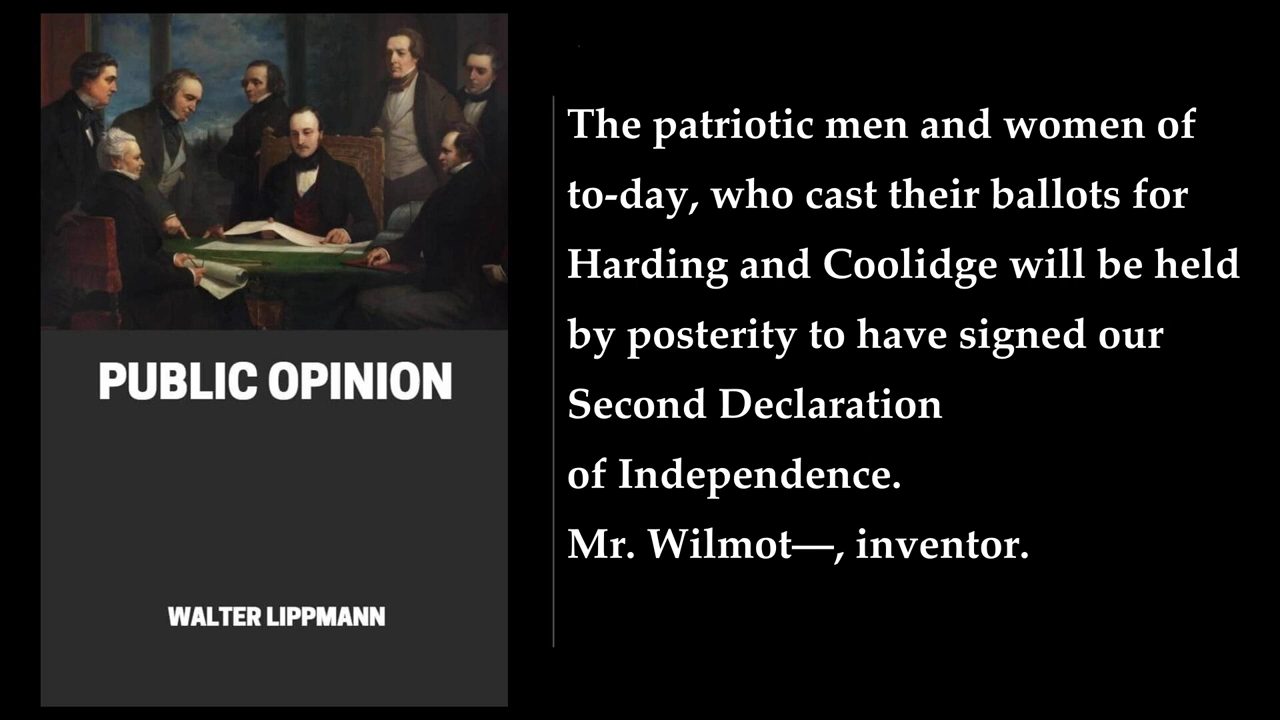 PUBLIC OPINION
WALTER LIPPMANN
The patriotic men and women of
to-day, who cast their ballots for
Harding and Coolidge will be held
by posterity to have signed our
Second Declaration
of Independence.
Mr. Wilmot—, inventor.